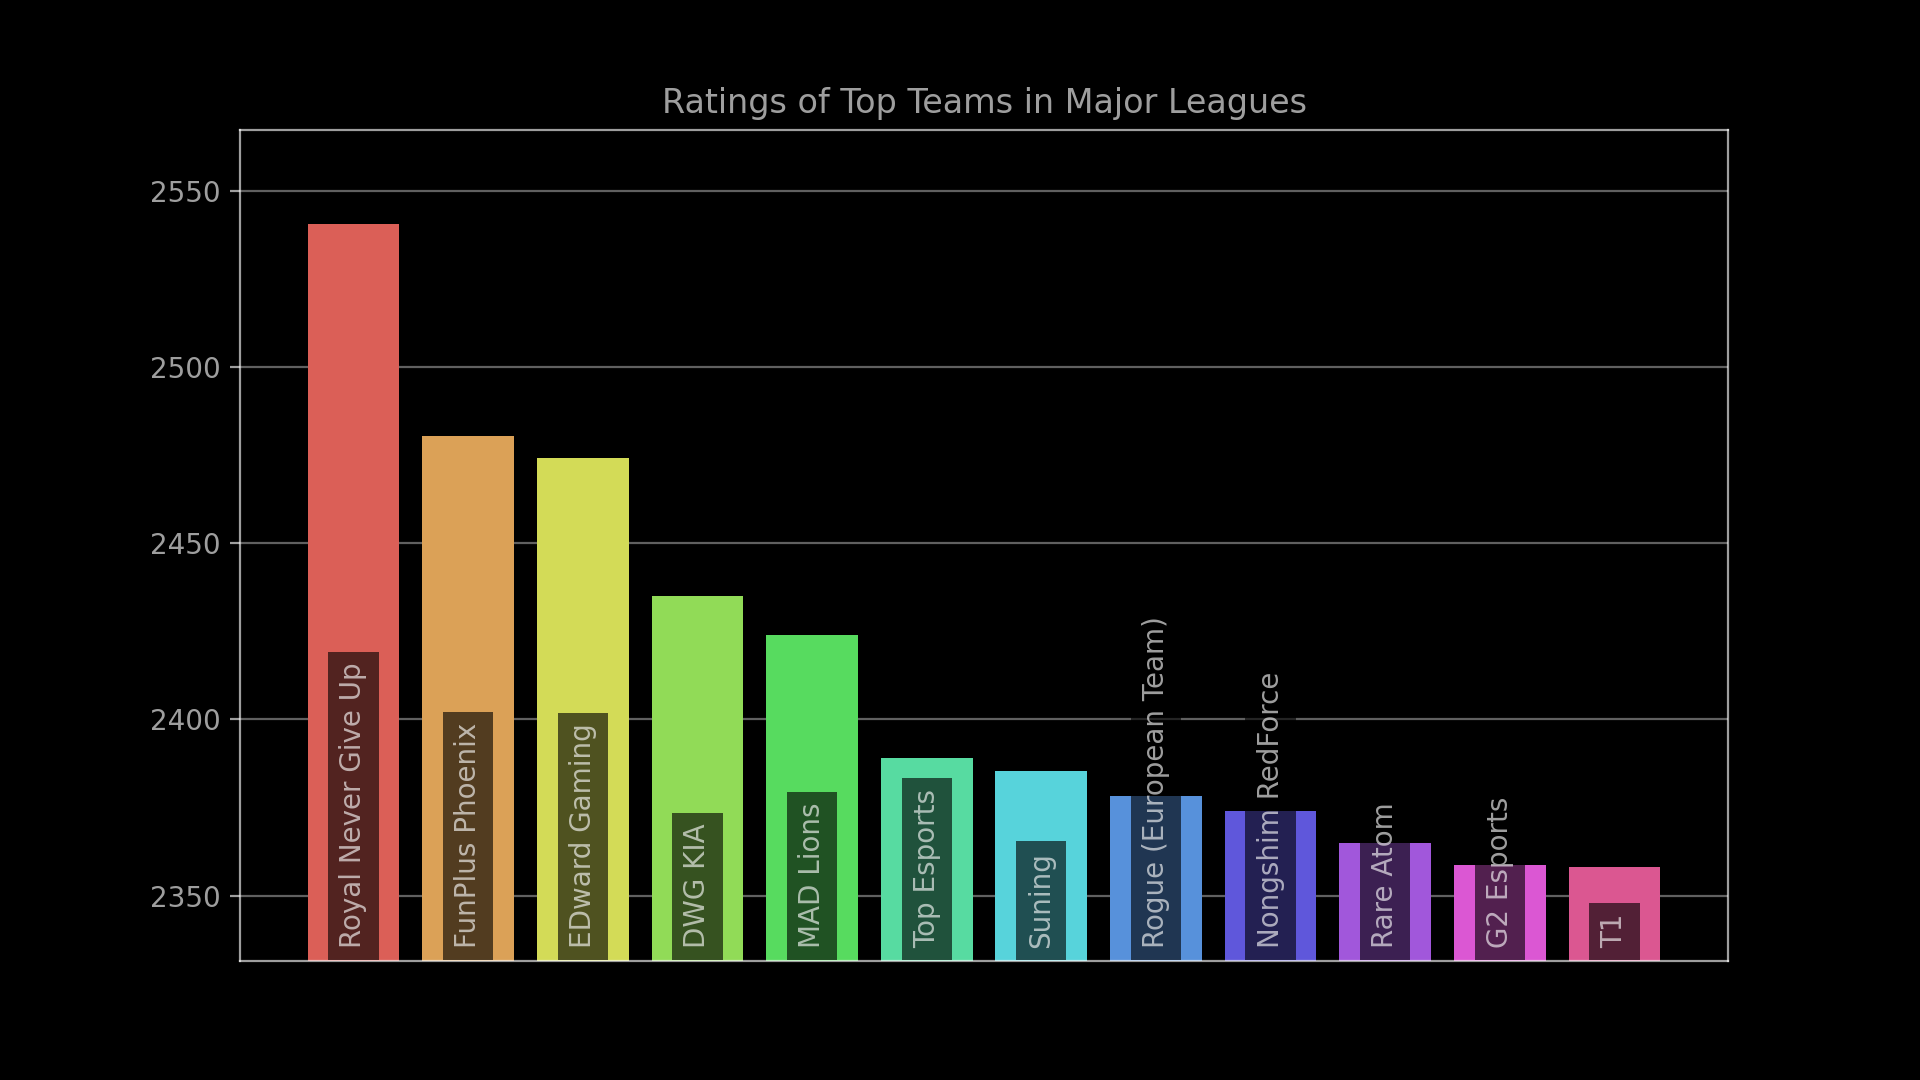 Ratings of Top Teams in Major Leagues
2550
2500
2450
2400
2350
Royal Never Give Up
FunPlus Phoenix
EDward Gaming
DWG KIA
MAD Lions
Top Esports
Suning
Rogue (European Team)
Nongshim RedForce
Rare Atom
G2 Esports
T1